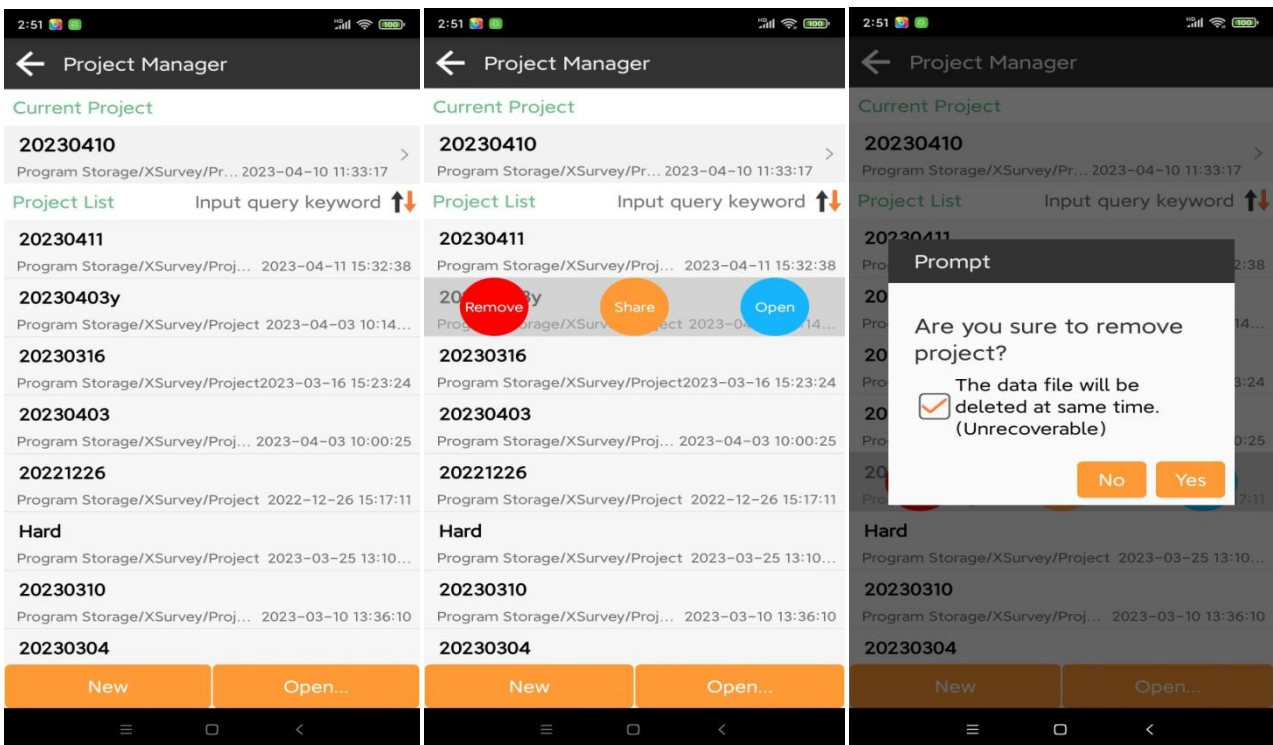 2:51
HD
100
Project Manager
Current Project
20230410
Program Storage/XSurvey/Pr... 2023-04-10 11:33:17
Project List Input query keyword
20230411
Program Storage/XSurvey/Proj... 2023-04-11 15:32:38
20230403y
Program Storage/XSurvey/Project 2023-04-03 10:14...
20230316
Program Storage/XSurvey/Project2023-03-16 15:23:24
20230403
Program Storage/XSurvey/Proj... 2023-04-03 10:00:25
20221226
Program Storage/XSurvey/Project 2022-12-26 15:17:11
Hard
Program Storage/XSurvey/Project 2023-03-25 13:10...
20230310
Program Storage/XSurvey/Proj... 2023-03-10 13:36:10
20230304
New Open...
2:51
HD
100
Project Manager
Current Project
20230410
Program Storage/XSurvey/Pr... 2023-04-10 11:33:17
Project List Input query keyword
20230411
Program Storage/XSurvey/Proj... 2023-04-11 15:32:38
Remove Share Open
20230316
Program Storage/XSurvey/Project2023-03-16 15:23:24
20230403
Program Storage/XSurvey/Proj... 2023-04-03 10:00:25
20221226
Program Storage/XSurvey/Project 2022-12-26 15:17:11
Hard
Program Storage/XSurvey/Project 2023-03-25 13:10...
20230310
Program Storage/XSurvey/Proj... 2023-03-10 13:36:10
20230304
New Open...
2:51
HD
100
Project Manager
Current Project
20230410
Program Storage/XSurvey/Pr... 2023-04-10 11:33:17
Project List Input query keyword
20230411
Prompt
Are you sure to remove
project?
The data file will be
deleted at same time.
(Unrecoverable)
No Yes
Hard
Program Storage/XSurvey/Project 2023-03-25 13:10...
20230310
Program Storage/XSurvey/Proj... 2023-03-10 13:36:10
20230304
New Open...